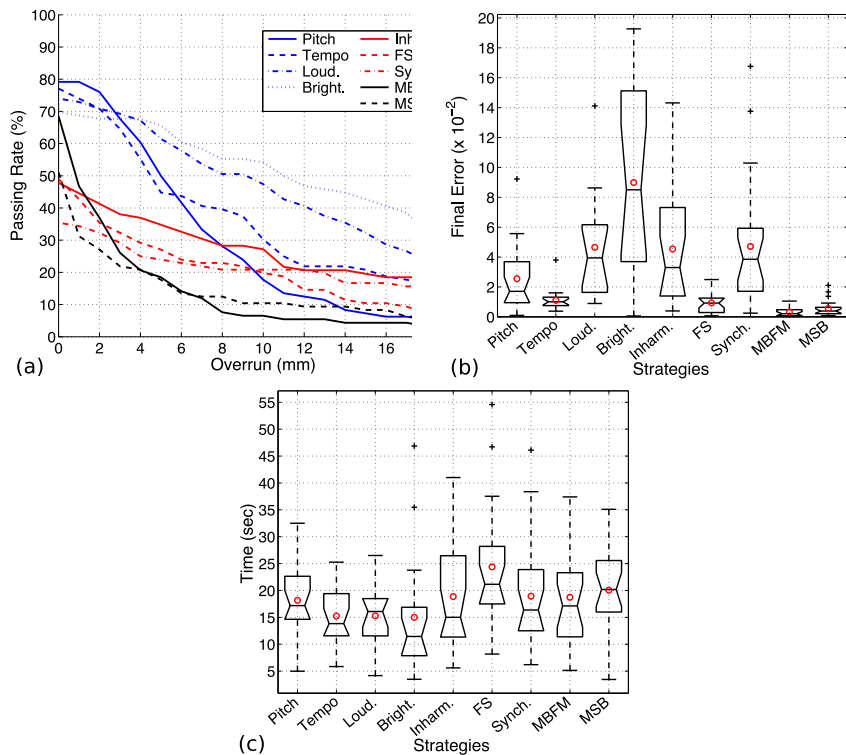 100
90
80
70
60
50
40
30
20
10
0
Passing Rate (%)
0 2 4 6 8 10 12 14 16
Overrun (mm)
Pitch
Tempo
Loud.
Bright.
Inh
FS
Sy
MB
MS
(a)
20
18
16
14
12
10
8
6
4
2
0
Final Error (x 10⁻²)
Pitch Tempo Loud. Bright. Inharm. FS Synch. MBFM MSB
Strategies
(b)
55
50
45
40
35
30
25
20
15
10
5
Time (sec)
Pitch Tempo Loud. Bright. Inharm. FS Synch. MBFM MSB
Strategies
(c)